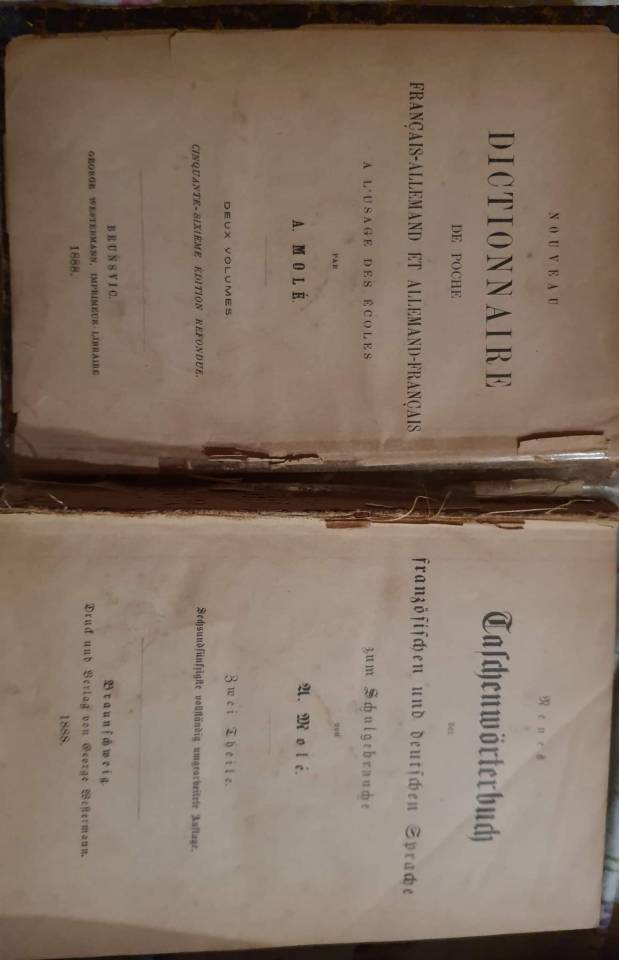 NOUVEAU
DICTIONNAIRE
DE POCHE
FRANÇAIS-ALLEMAND ET ALLEMAND-FRANÇAIS
A L'USAGE DES ÉCOLES
PAR
A. MOLÉ.
DEUX VOLUMES.
CINQUANTE-SIXIEME ÉDITION REFONDUE.
BRUNSVIC.
GEORGE WESTERMANN, IMPRIMEUR-LIBRAIRE
1888.
Neues
Taschenwörterbuch
der
französischen und deutschen Sprache
zum Schulgebrauche
von
A. Molé.
Zwei Theile.
Sechsundfünfzigste vollständig umgearbeitete Auflage.
Braunschweig.
Druck und Verlag von George Westermann.
1888.